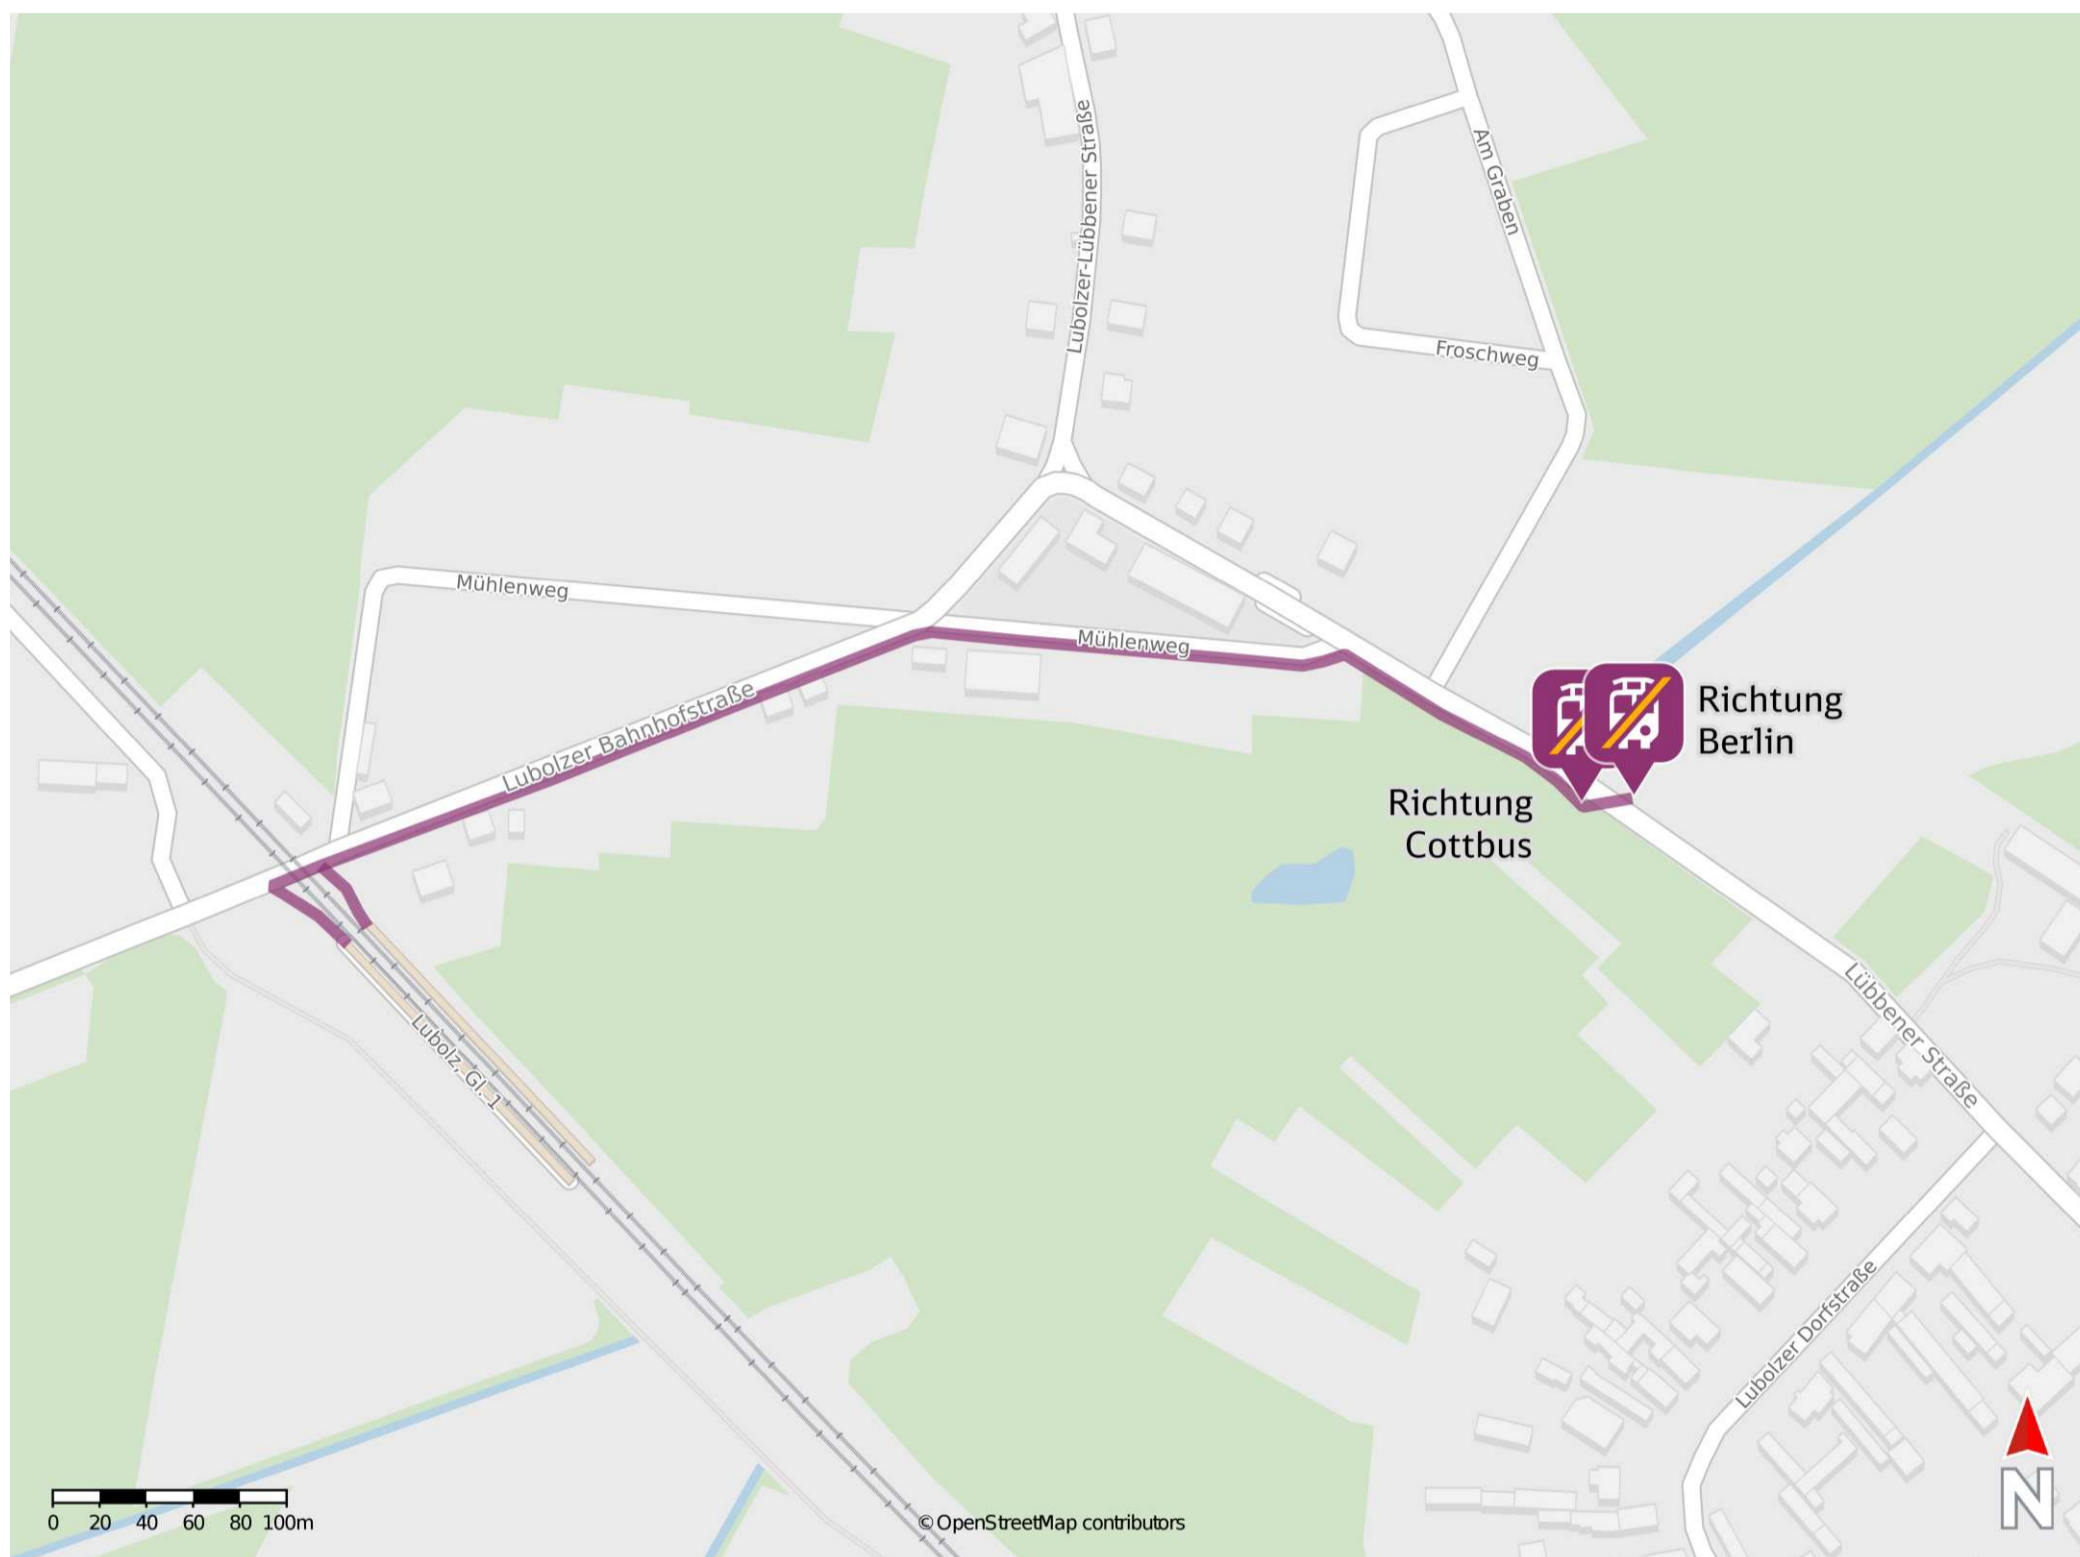 Lubolzer-Lübbener Straße
Am Graben
Froschweg
Mühlenweg
Mühlenweg
Lubolzer Bahnhofstraße
Richtung
Berlin
Richtung
Cottbus
Lübbener Straße
Lubolz, Gl. 1
Lubolzer Dorfstraße
N
0 20 40 60 80 100m
© OpenStreetMap contributors